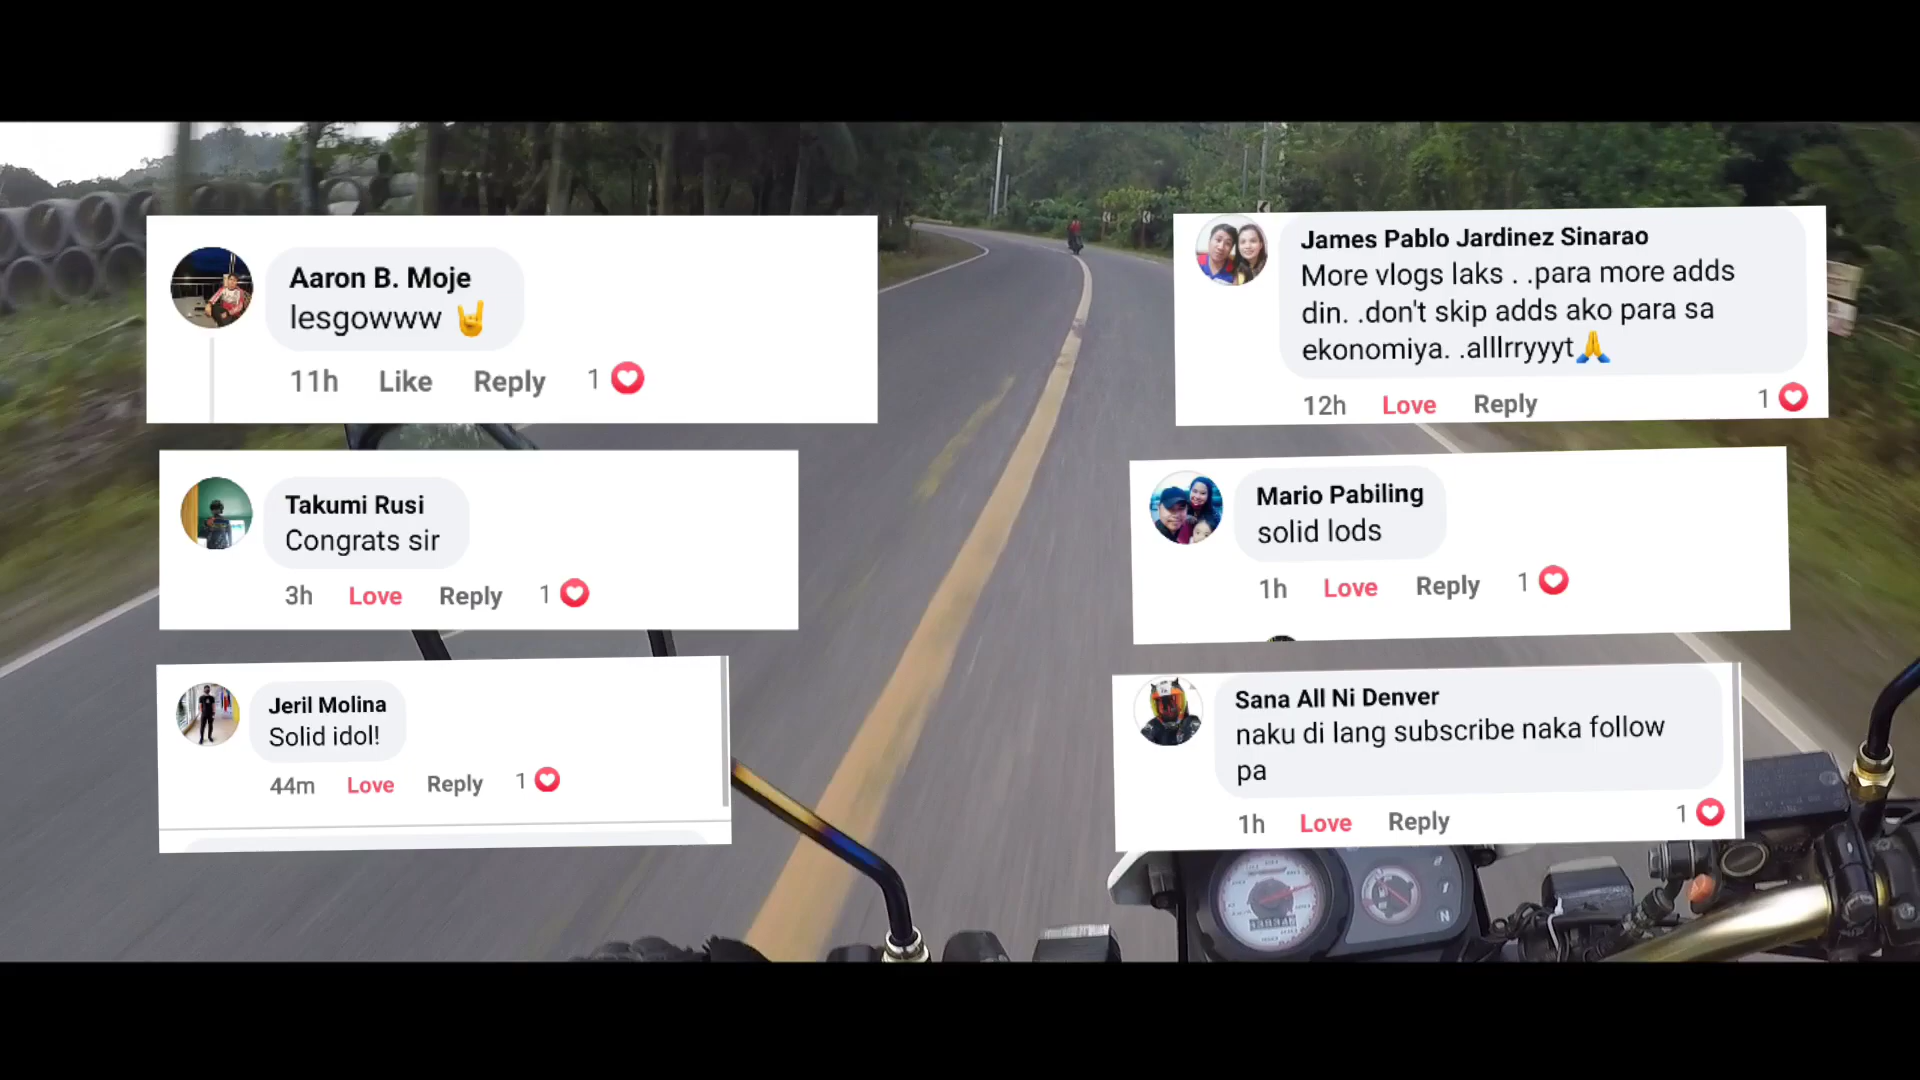 Aaron B. Moje
lesgowww 🤘
11h Like Reply 1
Takumi Rusi
Congrats sir
3h Love Reply 1
Jeril Molina
Solid idol!
44m Love Reply 1
James Pablo Jardinez Sinarao
More vlogs laks . .para more adds
din. .don't skip adds ako para sa
ekonomiya. .alllrryyyt🙏
12h Love Reply 1
Mario Pabiling
solid lods
1h Love Reply 1
Sana All Ni Denver
naku di lang subscribe naka follow
pa
1h Love Reply 1
N